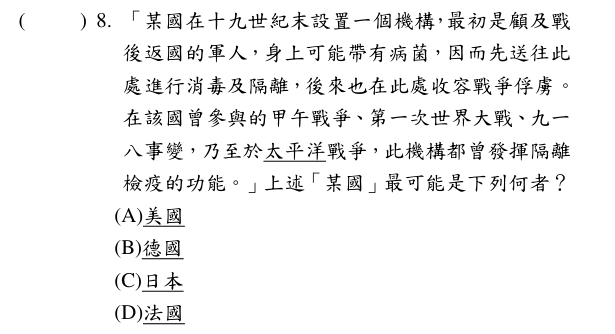 (　　) 8. 「某國在十九世紀末設置一個機構，最初是顧及戰
後返國的軍人，身上可能帶有病菌，因而先送往此
處進行消毒及隔離，後來也在此處收容戰爭俘虜。
在該國曾參與的甲午戰爭、第一次世界大戰、九一
八事變，乃至於太平洋戰爭，此機構都曾發揮隔離
檢疫的功能。」上述「某國」最可能是下列何者？
(A)美國
(B)德國
(C)日本
(D)法國